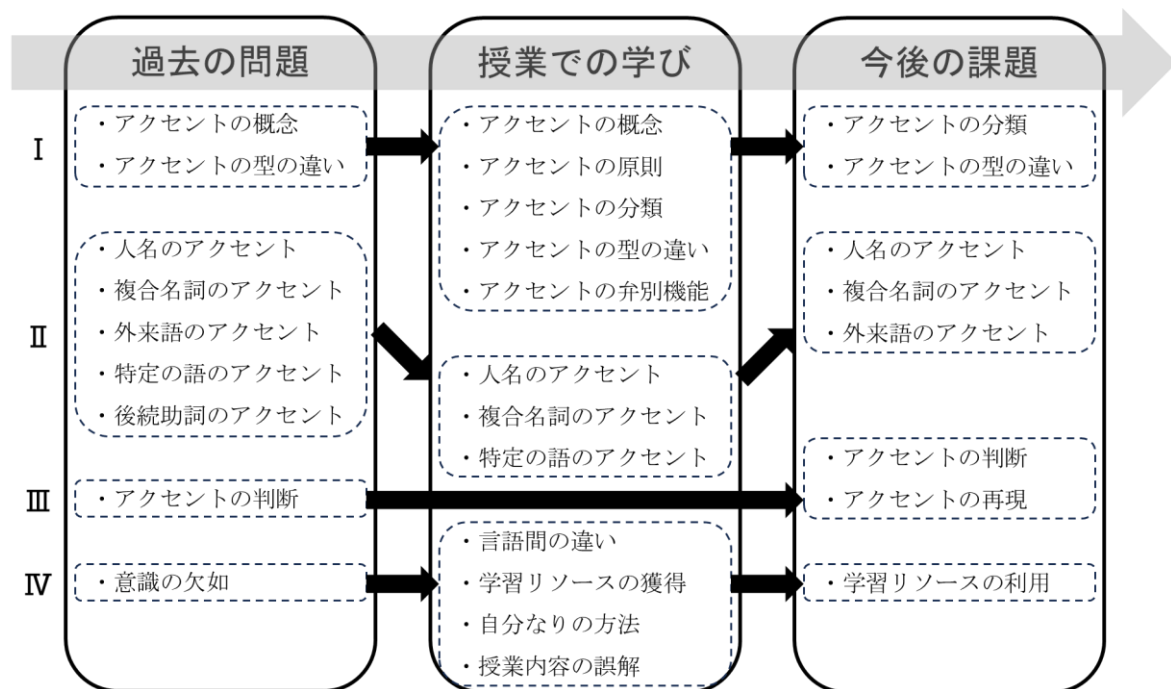 過去の問題
授業での学び
今後の課題
Ⅰ
・アクセントの概念
・アクセントの型の違い
・アクセントの概念
・アクセントの原則
・アクセントの分類
・アクセントの型の違い
・アクセントの弁別機能
・アクセントの分類
・アクセントの型の違い
Ⅱ
・人名のアクセント
・複合名詞のアクセント
・外来語のアクセント
・特定の語のアクセント
・後続助詞のアクセント
・人名のアクセント
・複合名詞のアクセント
・特定の語のアクセント
・人名のアクセント
・複合名詞のアクセント
・外来語のアクセント
Ⅲ
・アクセントの判断
・アクセントの判断
・アクセントの再現
Ⅳ
・意識の欠如
・言語間の違い
・学習リソースの獲得
・自分なりの方法
・授業内容の誤解
・学習リソースの利用